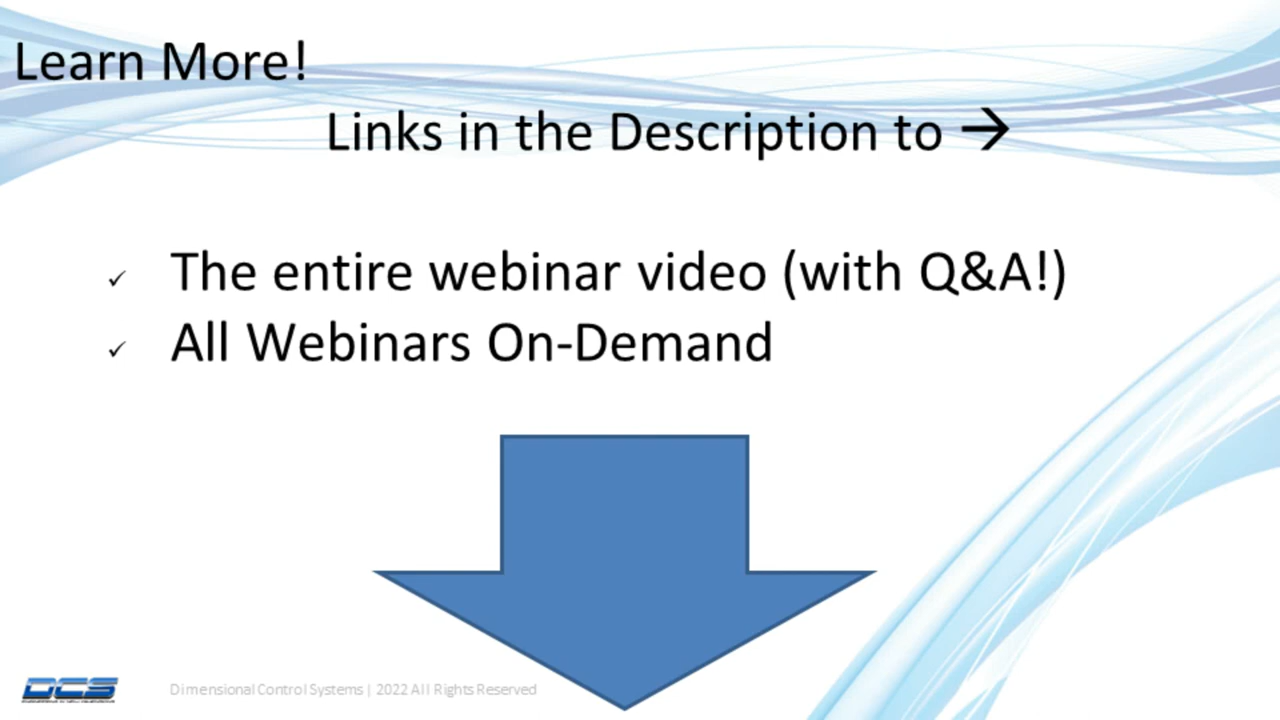 Learn More!
Links in the Description to →
✓ The entire webinar video (with Q&A!)
✓ All Webinars On-Demand
DCS
Dimensional Control Systems | 2022 All Rights Reserved